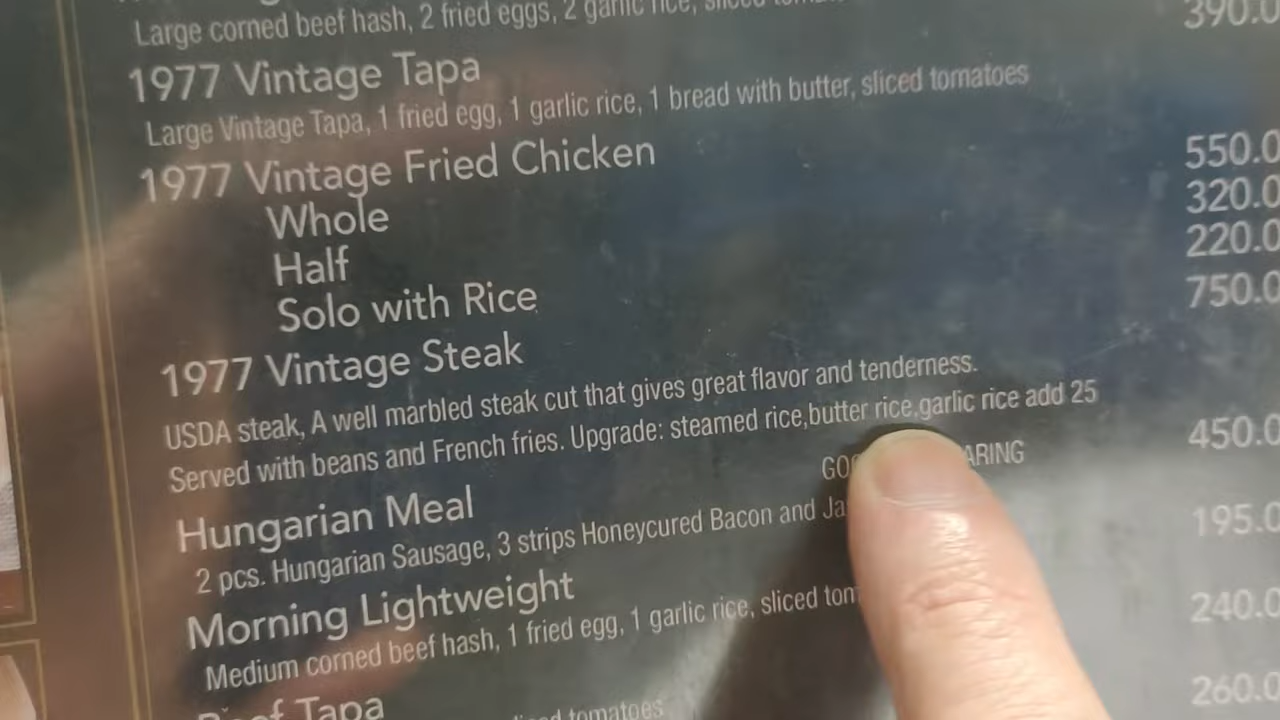 Large corned beef hash, 2 fried eggs, 2 garlic rice, sliced
390.0
1977 Vintage Tapa
Large Vintage Tapa, 1 fried egg, 1 garlic rice, 1 bread with butter, sliced tomatoes
1977 Vintage Fried Chicken
550.0
Whole
320.0
Half
220.0
Solo with Rice
750.0
1977 Vintage Steak
USDA steak, A well marbled steak cut that gives great flavor and tenderness.
Served with beans and French fries. Upgrade: steamed rice,butter rice,garlic rice add 25
450.0
Hungarian Meal
2 pcs. Hungarian Sausage, 3 strips Honeycured Bacon and
195.0
Morning Lightweight
Medium corned beef hash, 1 fried egg, 1 garlic rice, sliced
240.0
Tapa
tomatoes
260.0